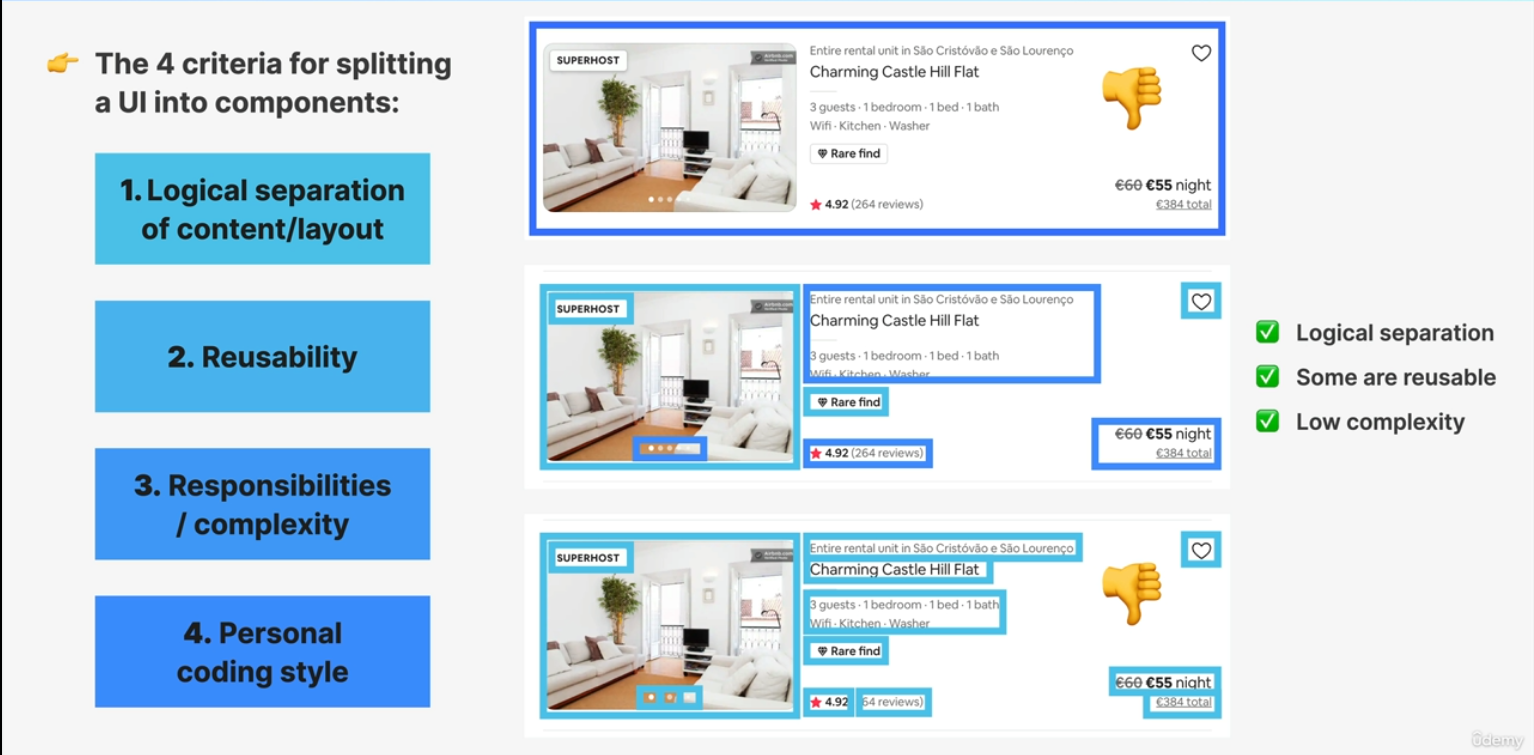 👉 The 4 criteria for splitting
a UI into components:
1. Logical separation
of content/layout
2. Reusability
3. Responsibilities
/ complexity
4. Personal
coding style
SUPERHOST
Entire rental unit in São Cristóvão e São Lourenço
Charming Castle Hill Flat
3 guests · 1 bedroom · 1 bed · 1 bath
Wifi · Kitchen · Washer
Rare find
€60 €55 night
★ 4.92 (264 reviews)
€384 total
SUPERHOST
Entire rental unit in São Cristóvão e São Lourenço
Charming Castle Hill Flat
3 guests · 1 bedroom · 1 bed · 1 bath
Wifi · Kitchen · Washer
Rare find
€60 €55 night
★ 4.92 (264 reviews)
€384 total
✅ Logical separation
✅ Some are reusable
✅ Low complexity
SUPERHOST
Entire rental unit in São Cristóvão e São Lourenço
Charming Castle Hill Flat
3 guests · 1 bedroom · 1 bed · 1 bath
Wifi · Kitchen · Washer
Rare find
€60 €55 night
★ 4.92 64 reviews)
€384 total
ûdemy